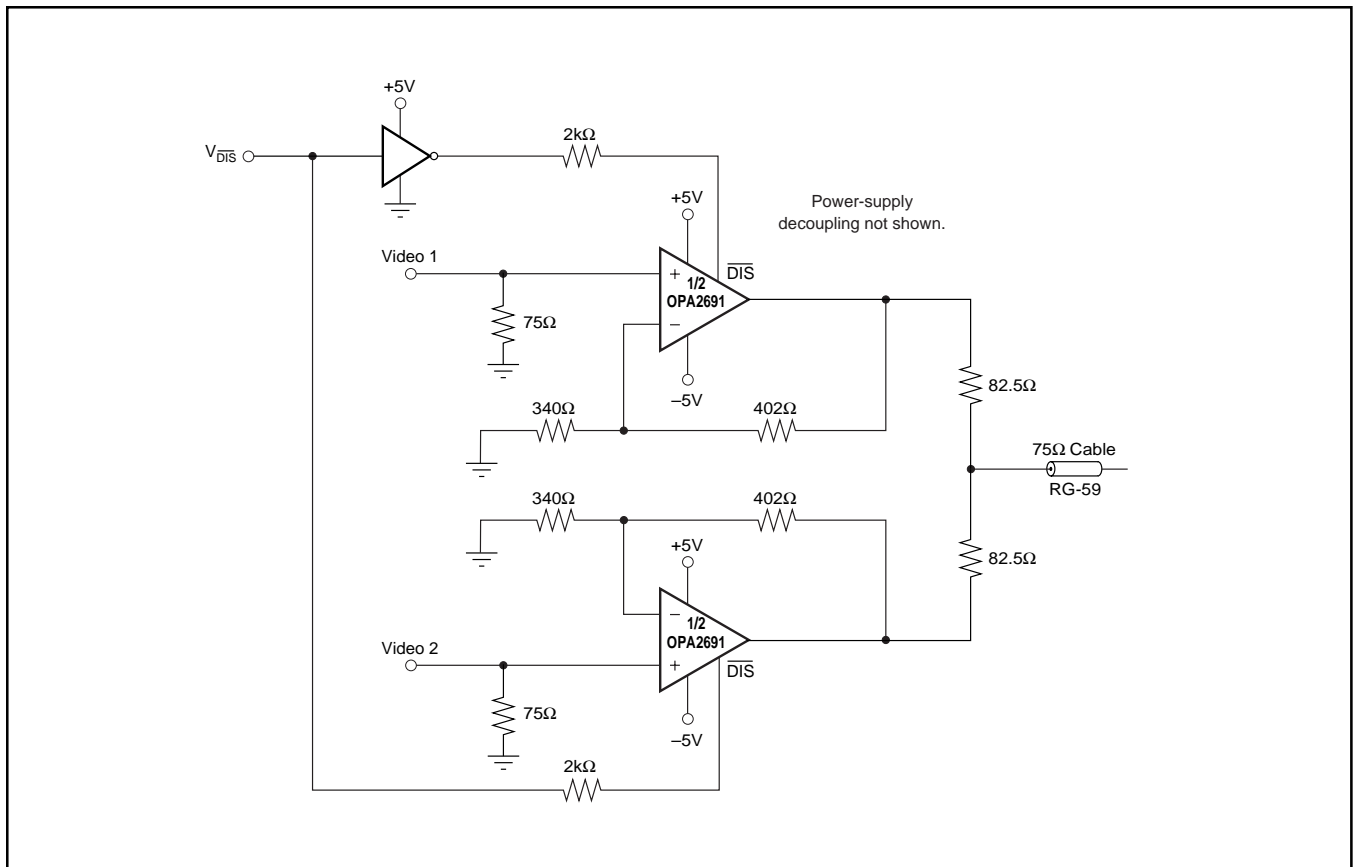 +5V
V DIS
2kΩ
+5V
Power-supply
decoupling not shown.
Video 1
+
DIS
1/2
OPA2691
75Ω
−
82.5Ω
–5V
340Ω
402Ω
75Ω Cable
RG-59
340Ω
402Ω
+5V
82.5Ω
−
1/2
OPA2691
Video 2
+
DIS
75Ω
–5V
2kΩ